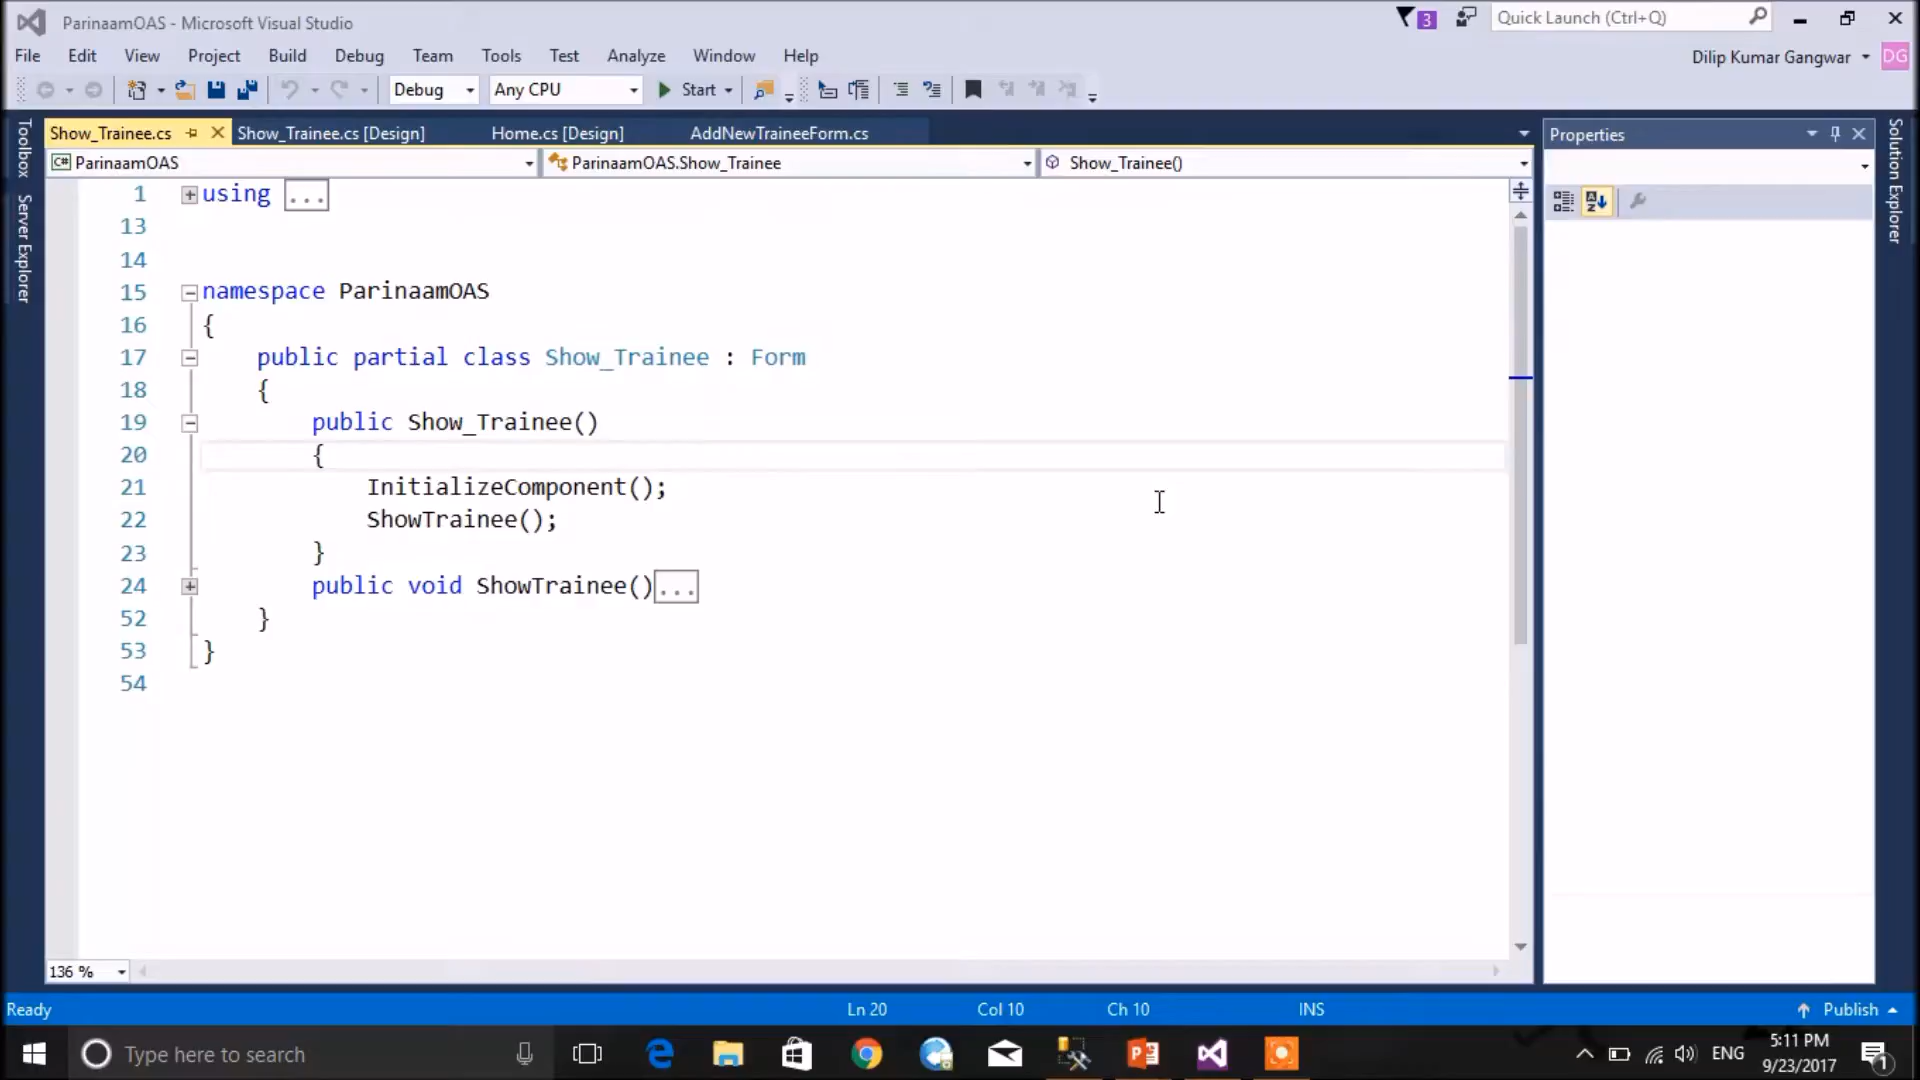 ParinaamOAS - Microsoft Visual Studio
3
Quick Launch (Ctrl+Q)
File Edit View Project Build Debug Team Tools Test Analyze Window Help
Dilip Kumar Gangwar
DG
Debug Any CPU Start
Toolbox
Server Explorer
Show_Trainee.cs Show_Trainee.cs [Design] Home.cs [Design] AddNewTraineeForm.cs
C# ParinaamOAS ParinaamOAS.Show_Trainee Show_Trainee()
1 using ...
13
14
15 namespace ParinaamOAS
16 {
17 public partial class Show_Trainee : Form
18 {
19 public Show_Trainee()
20 {
21 InitializeComponent();
22 ShowTrainee();
23 }
24 public void ShowTrainee()...
52 }
53 }
54
136 %
Properties
Solution Explorer
Ready Ln 20 Col 10 Ch 10 INS Publish
Type here to search
ENG
5:11 PM
9/23/2017
1